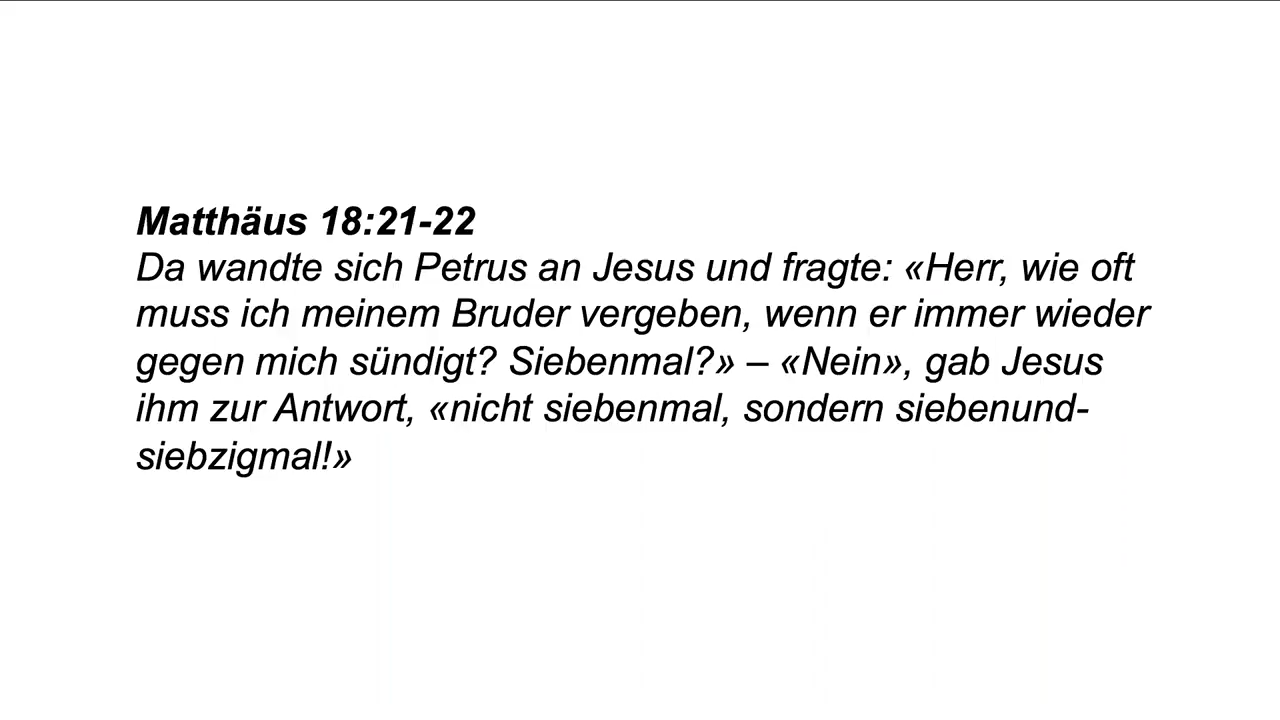 Matthäus 18:21-22
Da wandte sich Petrus an Jesus und fragte: «Herr, wie oft
muss ich meinem Bruder vergeben, wenn er immer wieder
gegen mich sündigt? Siebenmal?» – «Nein», gab Jesus
ihm zur Antwort, «nicht siebenmal, sondern siebenund-
siebzigmal!»